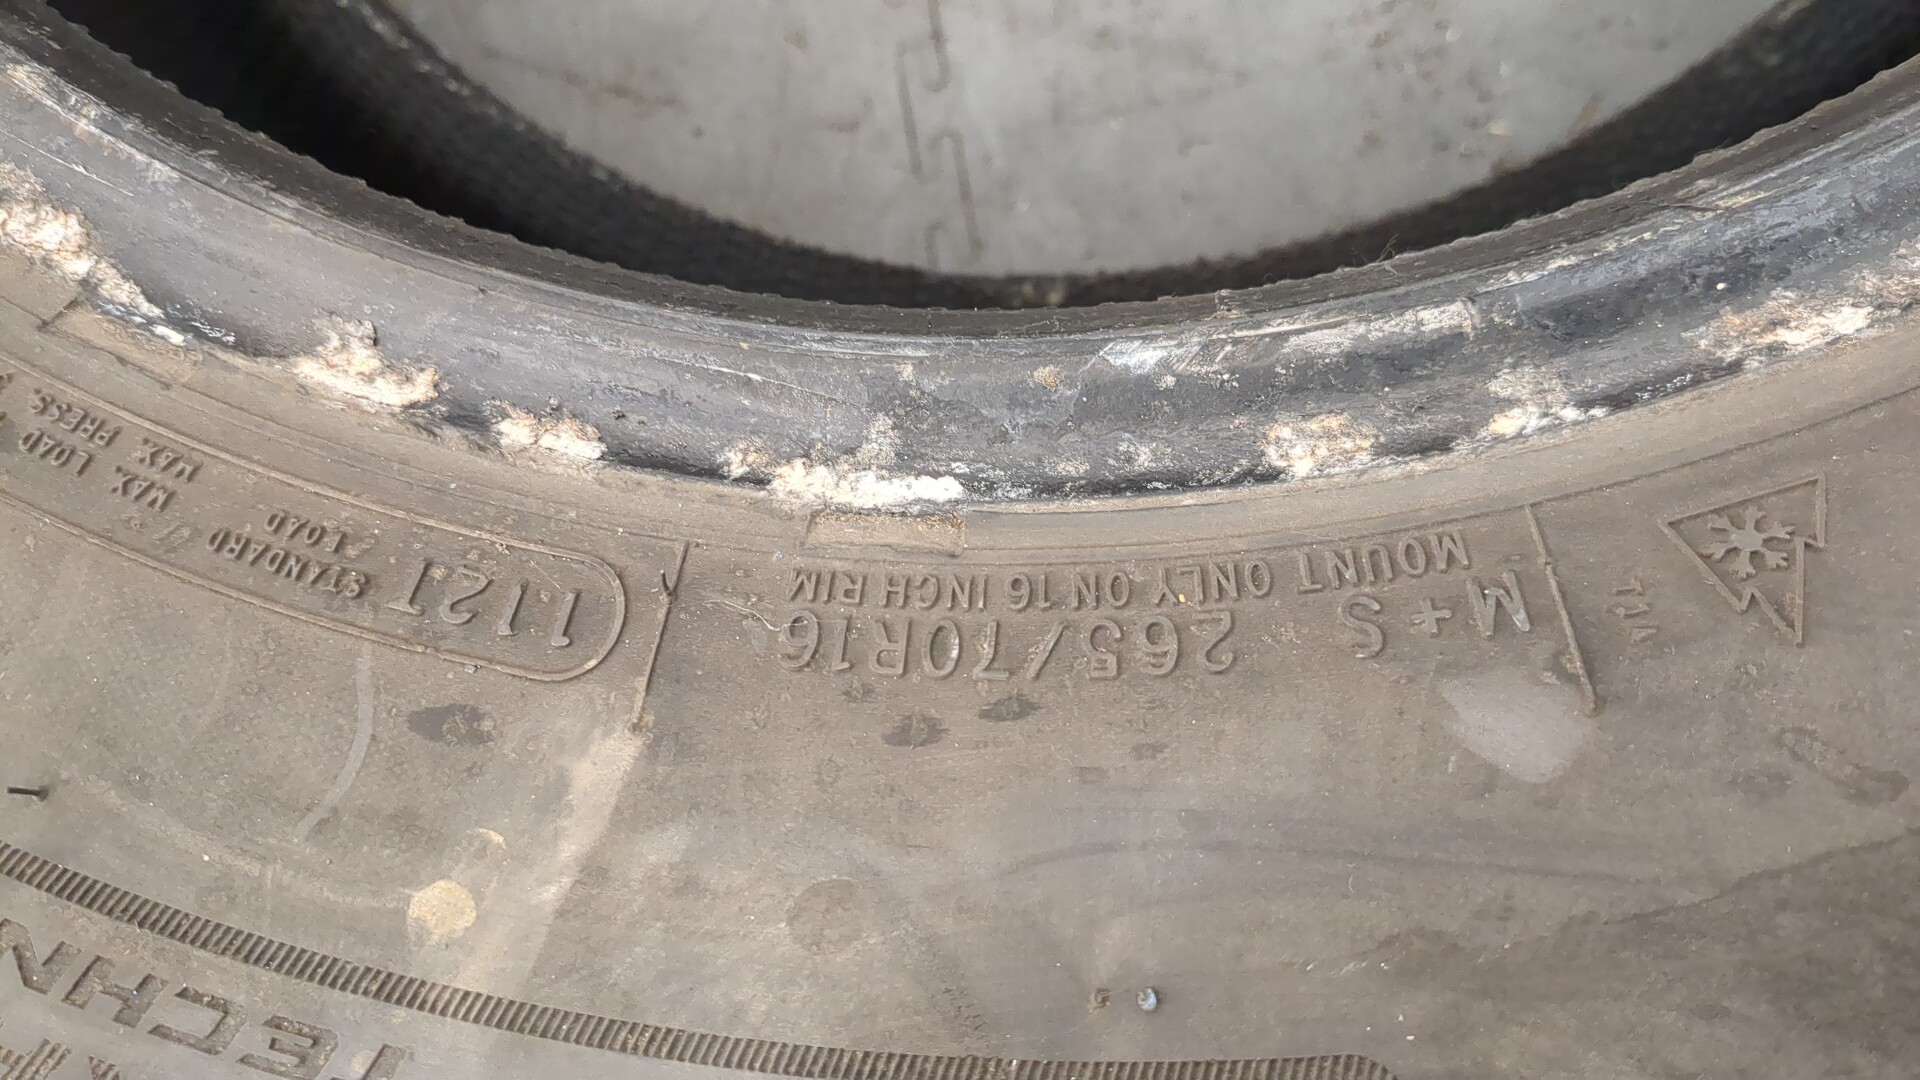 M + S 265/70R16
MOUNT ONLY ON 16 INCH RIM
112T STANDARD LOAD
MAX. LOAD
MAX. PRESS.
TECHN